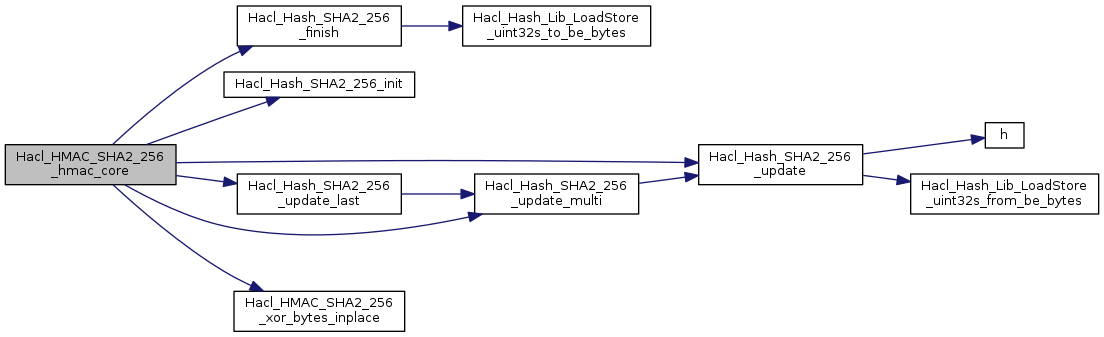 Hacl_Hash_SHA2_256
_finish
Hacl_Hash_Lib_LoadStore
_uint32s_to_be_bytes
Hacl_Hash_SHA2_256_init
Hacl_HMAC_SHA2_256
_hmac_core
Hacl_Hash_SHA2_256
_update
h
Hacl_Hash_SHA2_256
_update_last
Hacl_Hash_SHA2_256
_update_multi
Hacl_Hash_Lib_LoadStore
_uint32s_from_be_bytes
Hacl_HMAC_SHA2_256
_xor_bytes_inplace